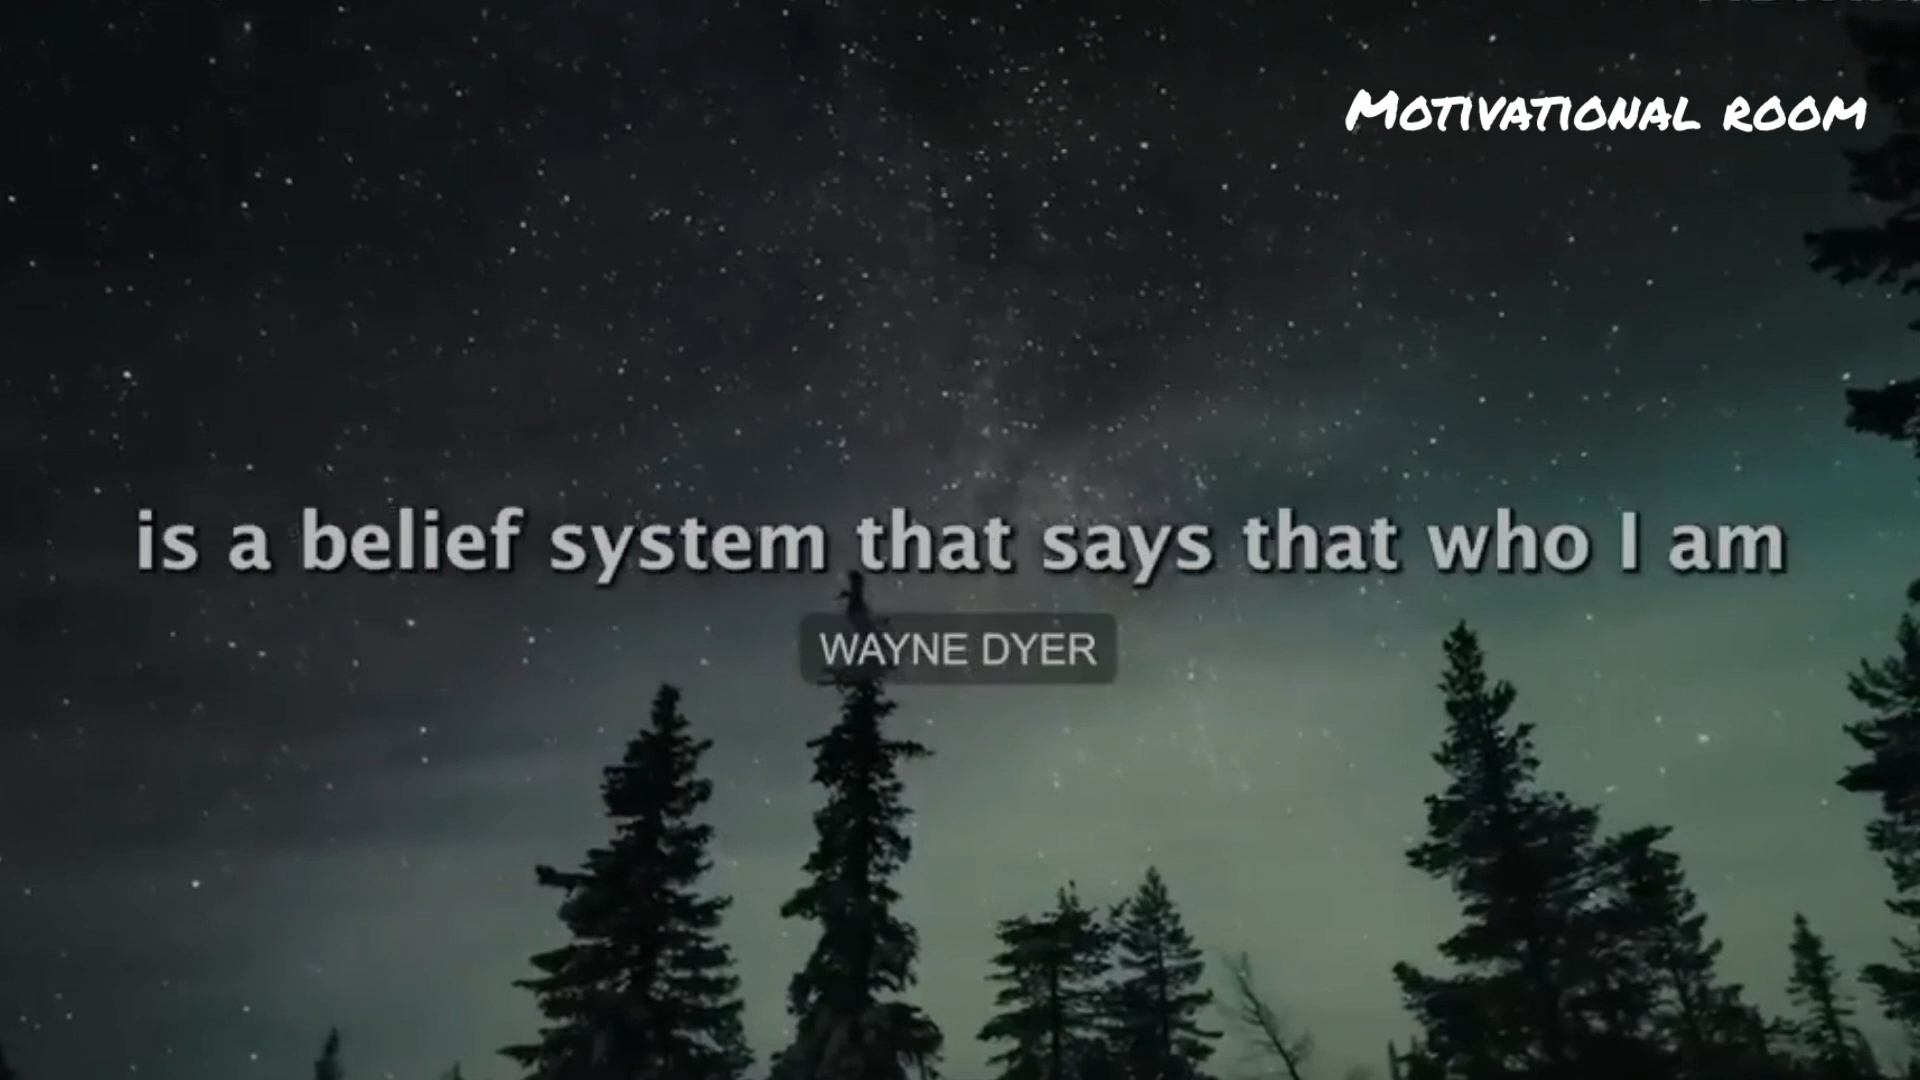 Motivational room
is a belief system that says that who I am
WAYNE DYER